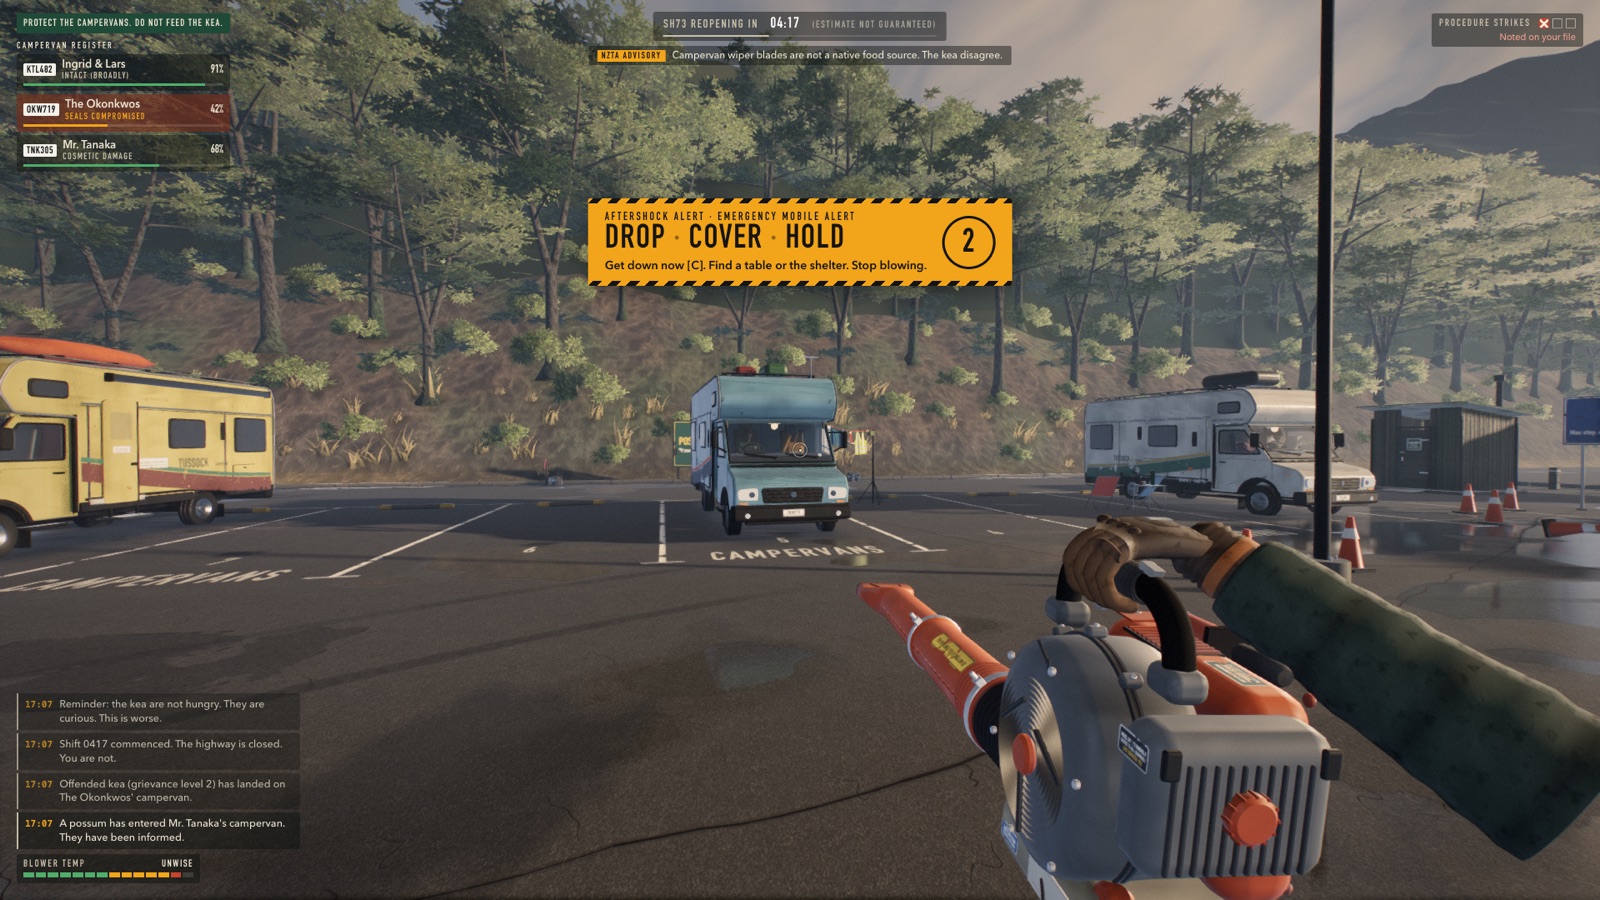 PROTECT THE CAMPERVANS. DO NOT FEED THE KEA.
CAMPERVAN REGISTER
KTL482 Ingrid & Lars 91%
INTACT (BROADLY)
OKW719 The Okonkwos 42%
SEALS COMPROMISED
TNK305 Mr. Tanaka 68%
COSMETIC DAMAGE
SH73 REOPENING IN 04:17 (ESTIMATE NOT GUARANTEED)
NZTA ADVISORY Campervan wiper blades are not a native food source. The kea disagree.
PROCEDURE STRIKES
Noted on your file
AFTERSHOCK ALERT · EMERGENCY MOBILE ALERT
DROP · COVER · HOLD
2
Get down now [C]. Find a table or the shelter. Stop blowing.
TUSSOCK
6
5
CAMPERVANS
CAMPERVANS
17:07 Reminder: the kea are not hungry. They are
curious. This is worse.
17:07 Shift 0417 commenced. The highway is closed.
You are not.
17:07 Offended kea (grievance level 2) has landed on
The Okonkwos' campervan.
17:07 A possum has entered Mr. Tanaka's campervan.
They have been informed.
BLOWER TEMP UNWISE